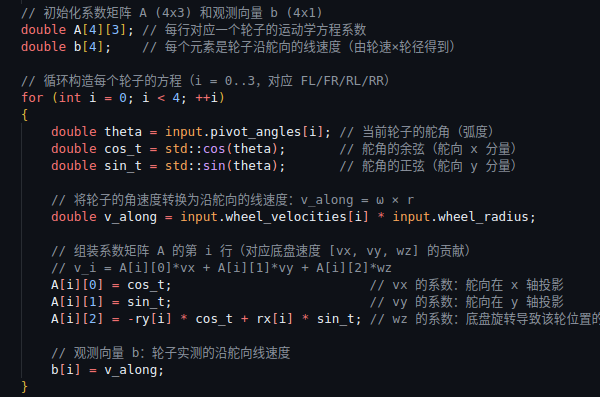 // 初始化系数矩阵 A (4x3) 和观测向量 b (4x1)
double A[4][3]; // 每行对应一个轮子的运动学方程系数
double b[4];    // 每个元素是轮子沿舵向的线速度（由轮速×轮径得到）
// 循环构造每个轮子的方程（i = 0..3，对应 FL/FR/RL/RR）
for (int i = 0; i < 4; ++i)
{
    double theta = input.pivot_angles[i]; // 当前轮子的舵角（弧度）
    double cos_t = std::cos(theta);       // 舵角的余弦（舵向 x 分量）
    double sin_t = std::sin(theta);       // 舵角的正弦（舵向 y 分量）
    // 将轮子的角速度转换为沿舵向的线速度：v_along = ω × r
    double v_along = input.wheel_velocities[i] * input.wheel_radius;
    // 组装系数矩阵 A 的第 i 行（对应底盘速度 [vx, vy, wz] 的贡献）
    // v_i = A[i][0]*vx + A[i][1]*vy + A[i][2]*wz
    A[i][0] = cos_t;                          // vx 的系数：舵向在 x 轴投影
    A[i][1] = sin_t;                          // vy 的系数：舵向在 y 轴投影
    A[i][2] = -ry[i] * cos_t + rx[i] * sin_t; // wz 的系数：底盘旋转导致该轮位置的
    // 观测向量 b：轮子实测的沿舵向线速度
    b[i] = v_along;
}